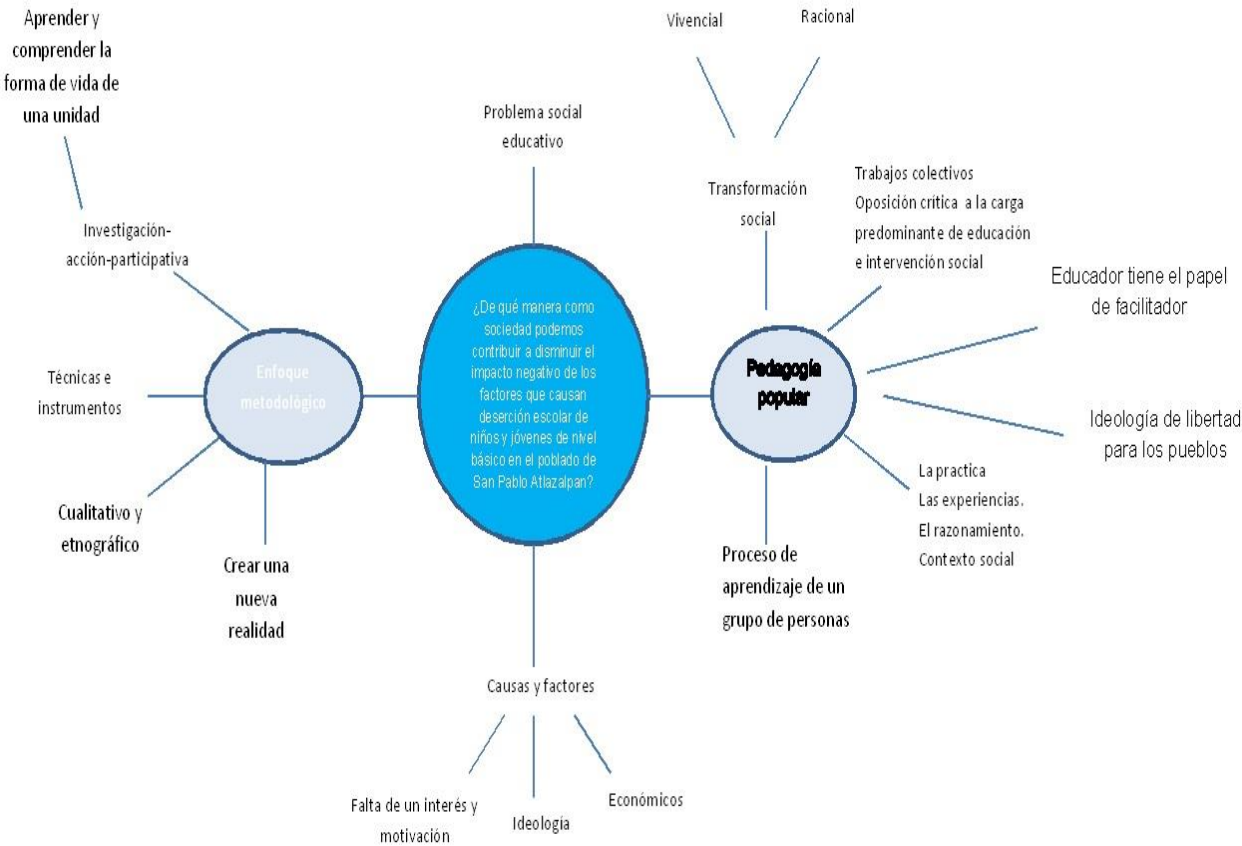 Aprender y
comprender la
forma de vida de
una unidad
Investigación-
acción-participativa
Técnicas e
instrumentos
Enfoque
metodológico
Cualitativo y
etnográfico
Crear una
nueva
realidad
Problema social
educativo
¿De qué manera como
sociedad podemos
contribuir a disminuir el
impacto negativo de los
factores que causan
deserción escolar de
niños y jóvenes de nivel
básico en el poblado de
San Pablo Atlazalpan?
Causas y factores
Falta de un interés y
motivación
Ideología
Económicos
Vivencial
Racional
Transformación
social
Trabajos colectivos
Oposición crítica a la carga
predominante de educación
e intervención social
Educador tiene el papel
de facilitador
Pedagogía
popular
Ideología de libertad
para los pueblos
La practica
Las experiencias.
El razonamiento.
Contexto social
Proceso de
aprendizaje de un
grupo de personas